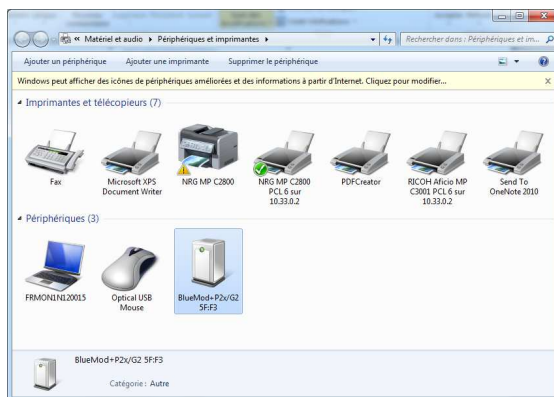 « Matériel et audio ▸ Périphériques et imprimantes ▸
Rechercher dans : Périphériques et im...
Ajouter un périphérique Ajouter une imprimante Supprimer le périphérique
Windows peut afficher des icônes de périphériques améliorées et des informations à partir d'Internet. Cliquez pour modifier...
Imprimantes et télécopieurs (7)
Fax
Microsoft XPS
Document Writer
NRG MP C2800
NRG MP C2800
PCL 6 sur
10.33.0.2
PDFCreator
RICOH Aficio MP
C3001 PCL 6 sur
10.33.0.2
Send To
OneNote 2010
Périphériques (3)
FRMON1N120015
Optical USB
Mouse
BlueMod+P2x/G2
5F:F3
BlueMod+P2x/G2 5F:F3
Catégorie : Autre